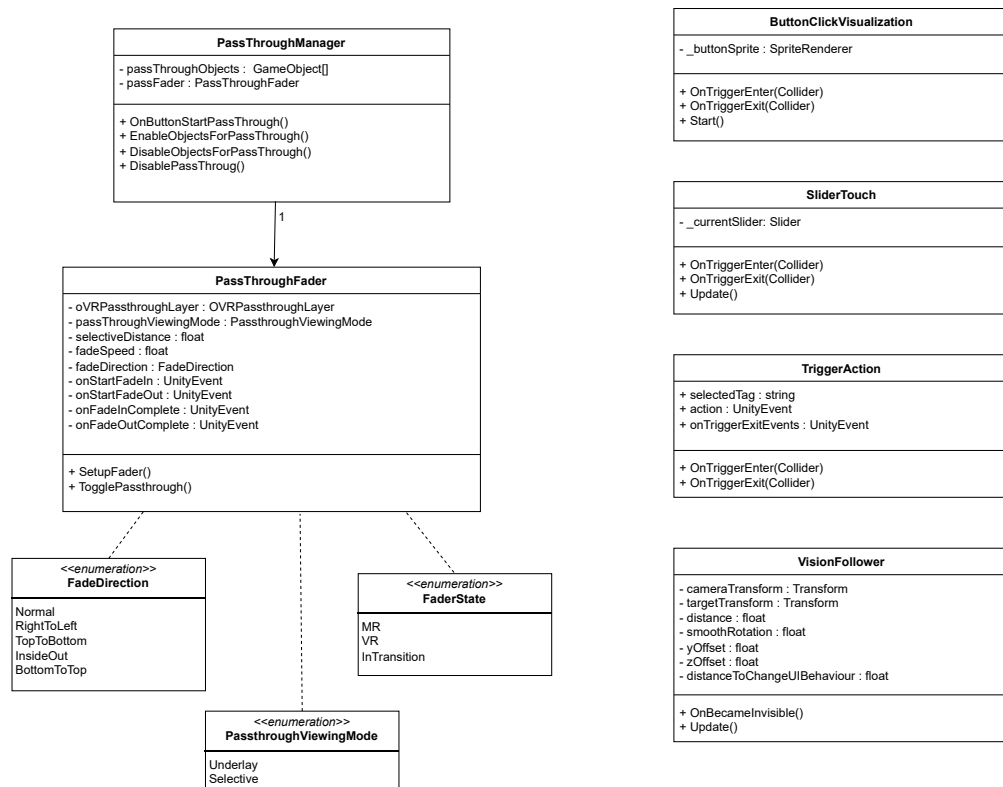 PassThroughManager
- passThroughObjects :  GameObject[]
- passFader : PassThroughFader
+ OnButtonStartPassThrough()
+ EnableObjectsForPassThrough()
+ DisableObjectsForPassThrough()
+ DisablePassThroug()
1
PassThroughFader
- oVRPassthroughLayer : OVRPassthroughLayer
- passThroughViewingMode : PassthroughViewingMode
- selectiveDistance : float
- fadeSpeed : float
- fadeDirection : FadeDirection
- onStartFadeIn : UnityEvent
- onStartFadeOut : UnityEvent
- onFadeInComplete : UnityEvent
- onFadeOutComplete : UnityEvent
+ SetupFader()
+ TogglePassthrough()
<<enumeration>>
FadeDirection
Normal
RightToLeft
TopToBottom
InsideOut
BottomToTop
<<enumeration>>
FaderState
MR
VR
InTransition
<<enumeration>>
PassthroughViewingMode
Underlay
Selective
ButtonClickVisualization
- _buttonSprite : SpriteRenderer
+ OnTriggerEnter(Collider)
+ OnTriggerExit(Collider)
+ Start()
SliderTouch
- _currentSlider: Slider
+ OnTriggerEnter(Collider)
+ OnTriggerExit(Collider)
+ Update()
TriggerAction
+ selectedTag : string
+ action : UnityEvent
+ onTriggerExitEvents : UnityEvent
+ OnTriggerEnter(Collider)
+ OnTriggerExit(Collider)
VisionFollower
- cameraTransform : Transform
- targetTransform : Transform
- distance : float
- smoothRotation : float
- yOffset : float
- zOffset : float
- distanceToChangeUIBehaviour : float
+ OnBecameInvisible()
+ Update()